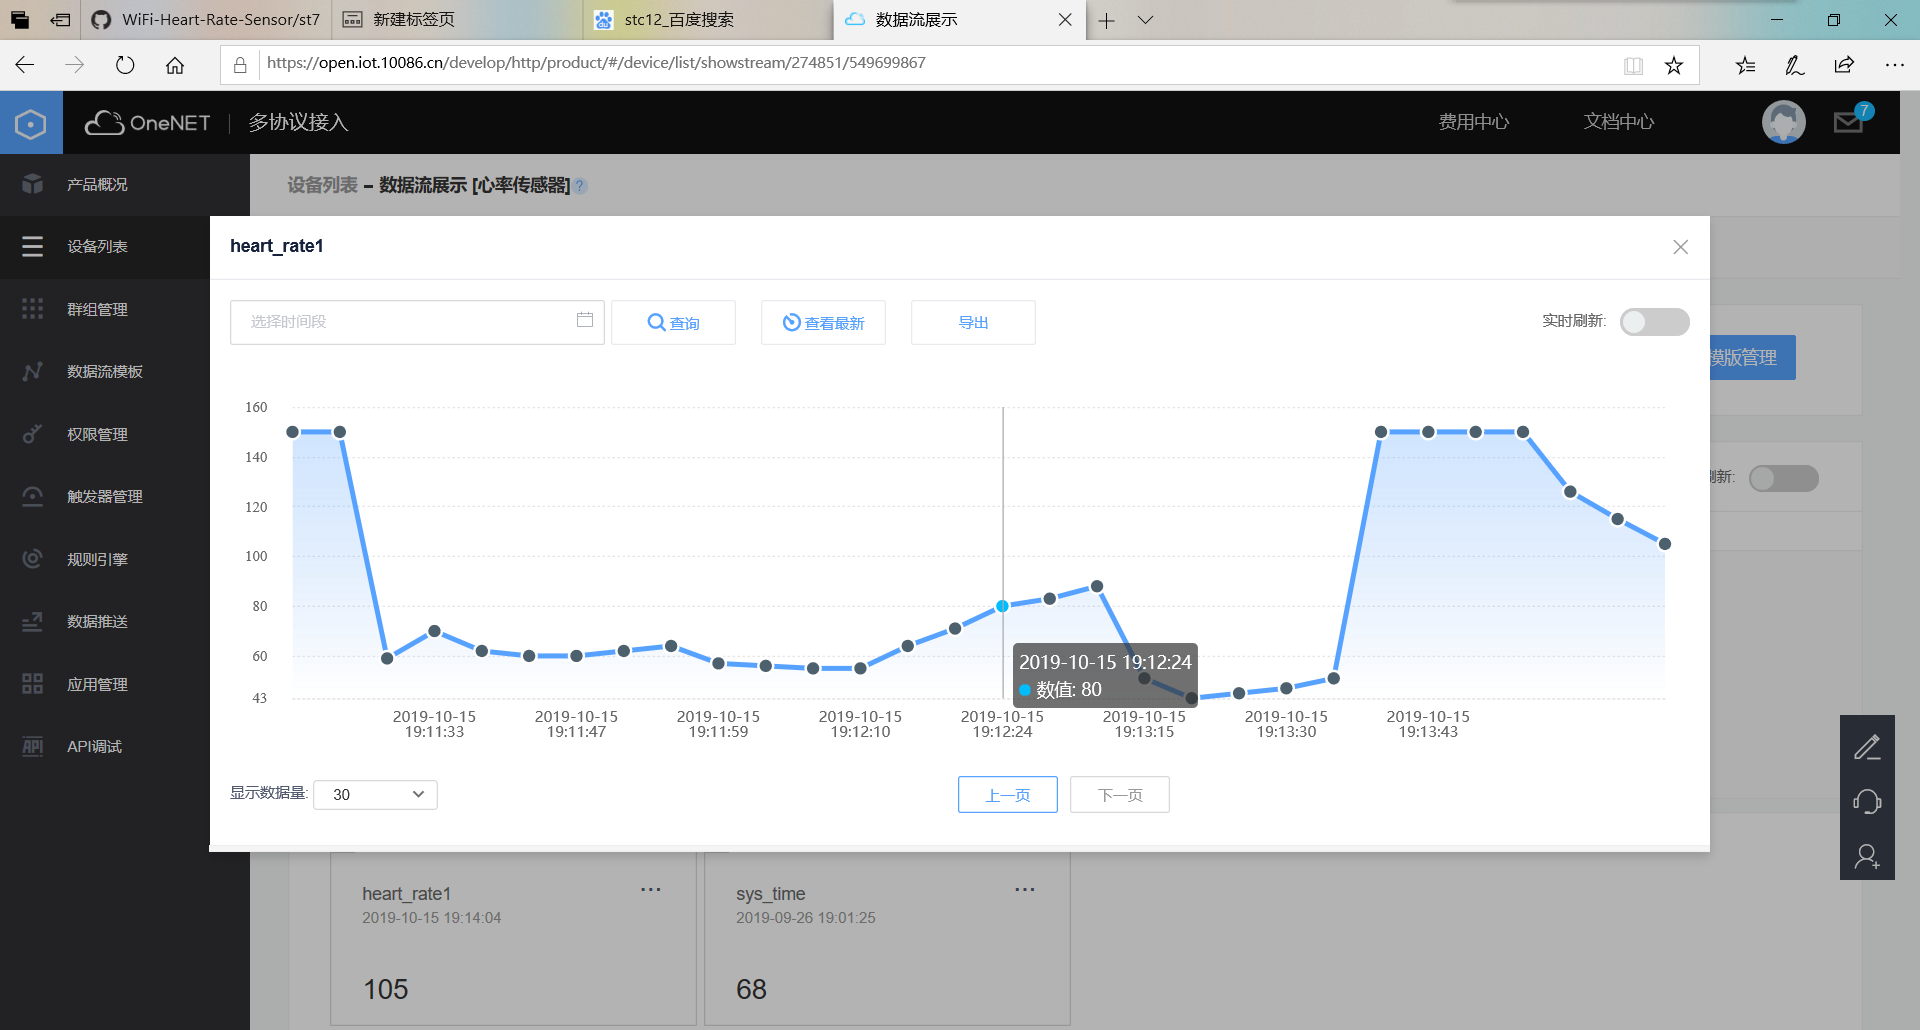 WiFi-Heart-Rate-Sensor/st7
新建标签页
stc12_百度搜索
数据流展示
https://open.iot.10086.cn/develop/http/product/#/device/list/showstream/274851/549699867
OneNET
多协议接入
费用中心
文档中心
7
产品概况
设备列表 – 数据流展示 [心率传感器]
?
设备列表
heart_rate1
群组管理
选择时间段
查询
查看最新
导出
实时刷新:
模版管理
数据流模板
权限管理
触发器管理
规则引擎
数据推送
应用管理
API
API调试
刷新:
160
140
120
100
80
60
43
2019-10-15 19:12:24
数值: 80
2019-10-15
19:11:33
2019-10-15
19:11:47
2019-10-15
19:11:59
2019-10-15
19:12:10
2019-10-15
19:12:24
2019-10-15
19:13:15
2019-10-15
19:13:30
2019-10-15
19:13:43
显示数据量:
30
上一页
下一页
heart_rate1
2019-10-15 19:14:04
105
sys_time
2019-09-26 19:01:25
68